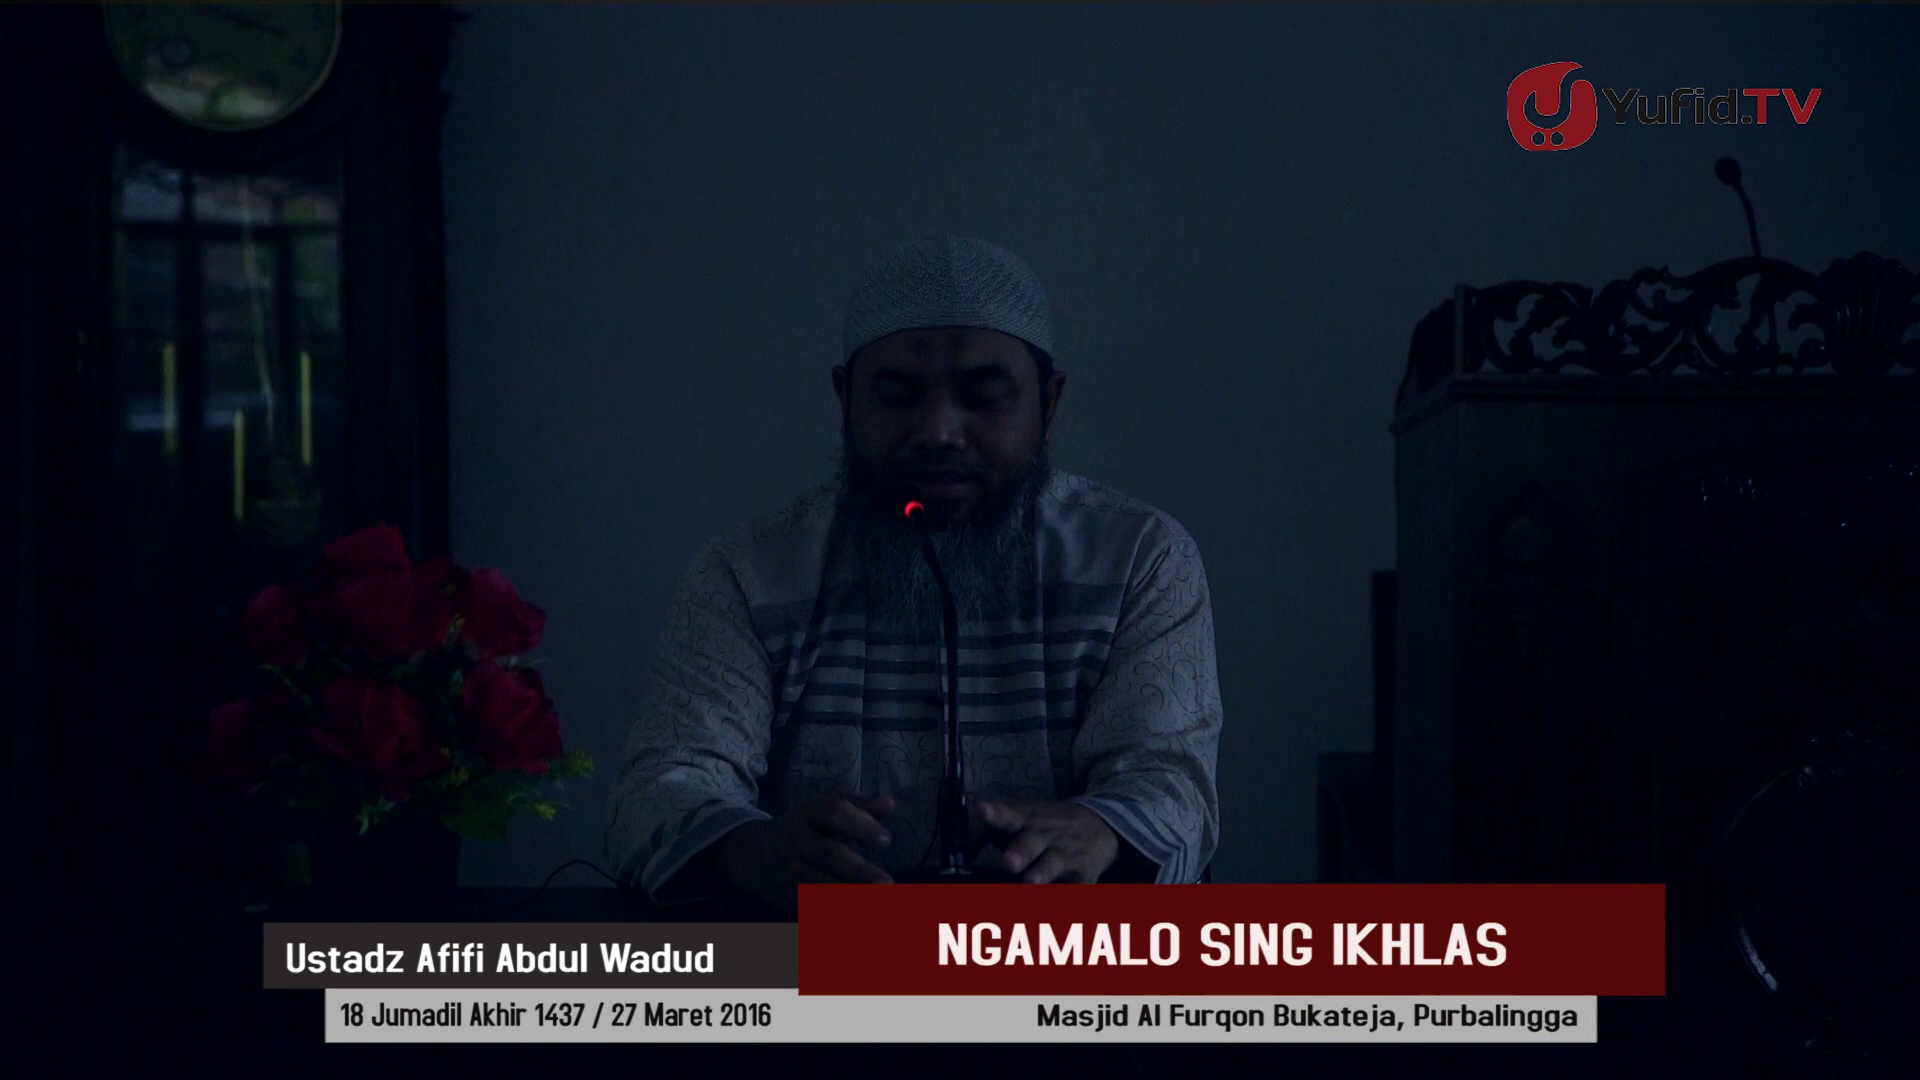 Yufid.TV
NGAMALO SING IKHLAS
Ustadz Afifi Abdul Wadud
18 Jumadil Akhir 1437 / 27 Maret 2016
Masjid Al Furqon Bukateja, Purbalingga